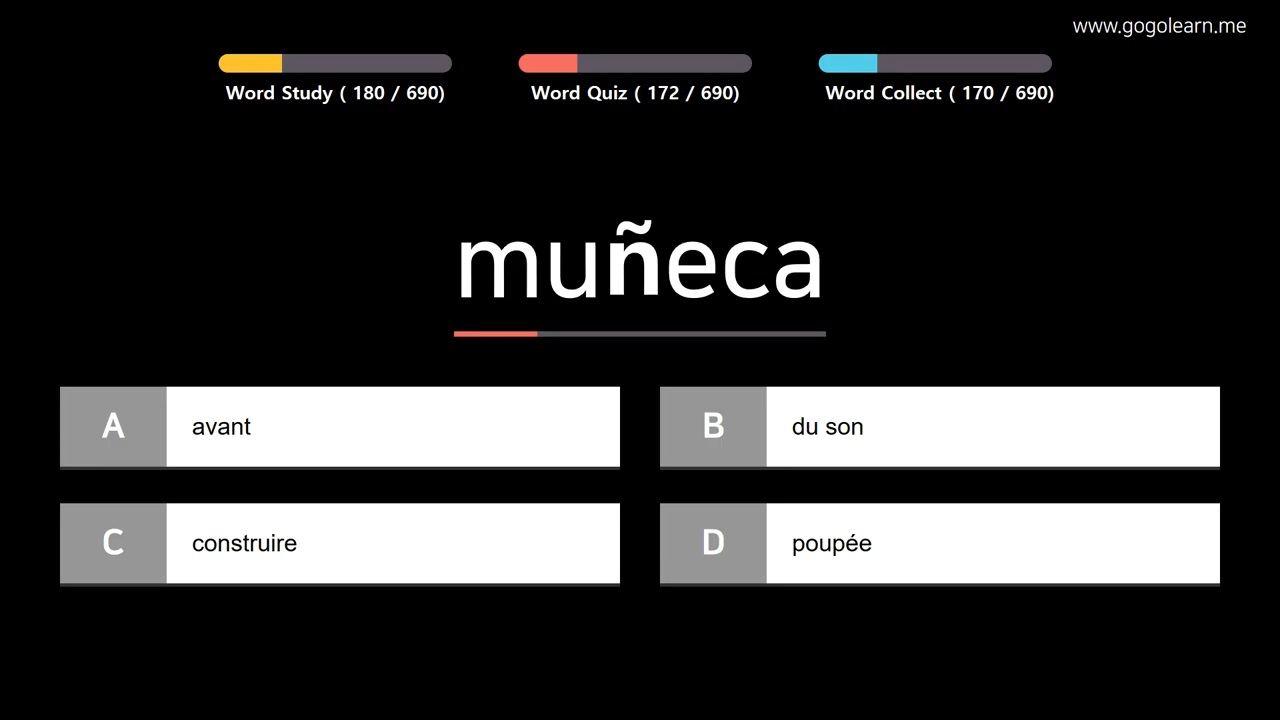 www.gogolearn.me
Word Study ( 180 / 690)
Word Quiz ( 172 / 690)
Word Collect ( 170 / 690)
muñeca
A avant
B du son
C construire
D poupée